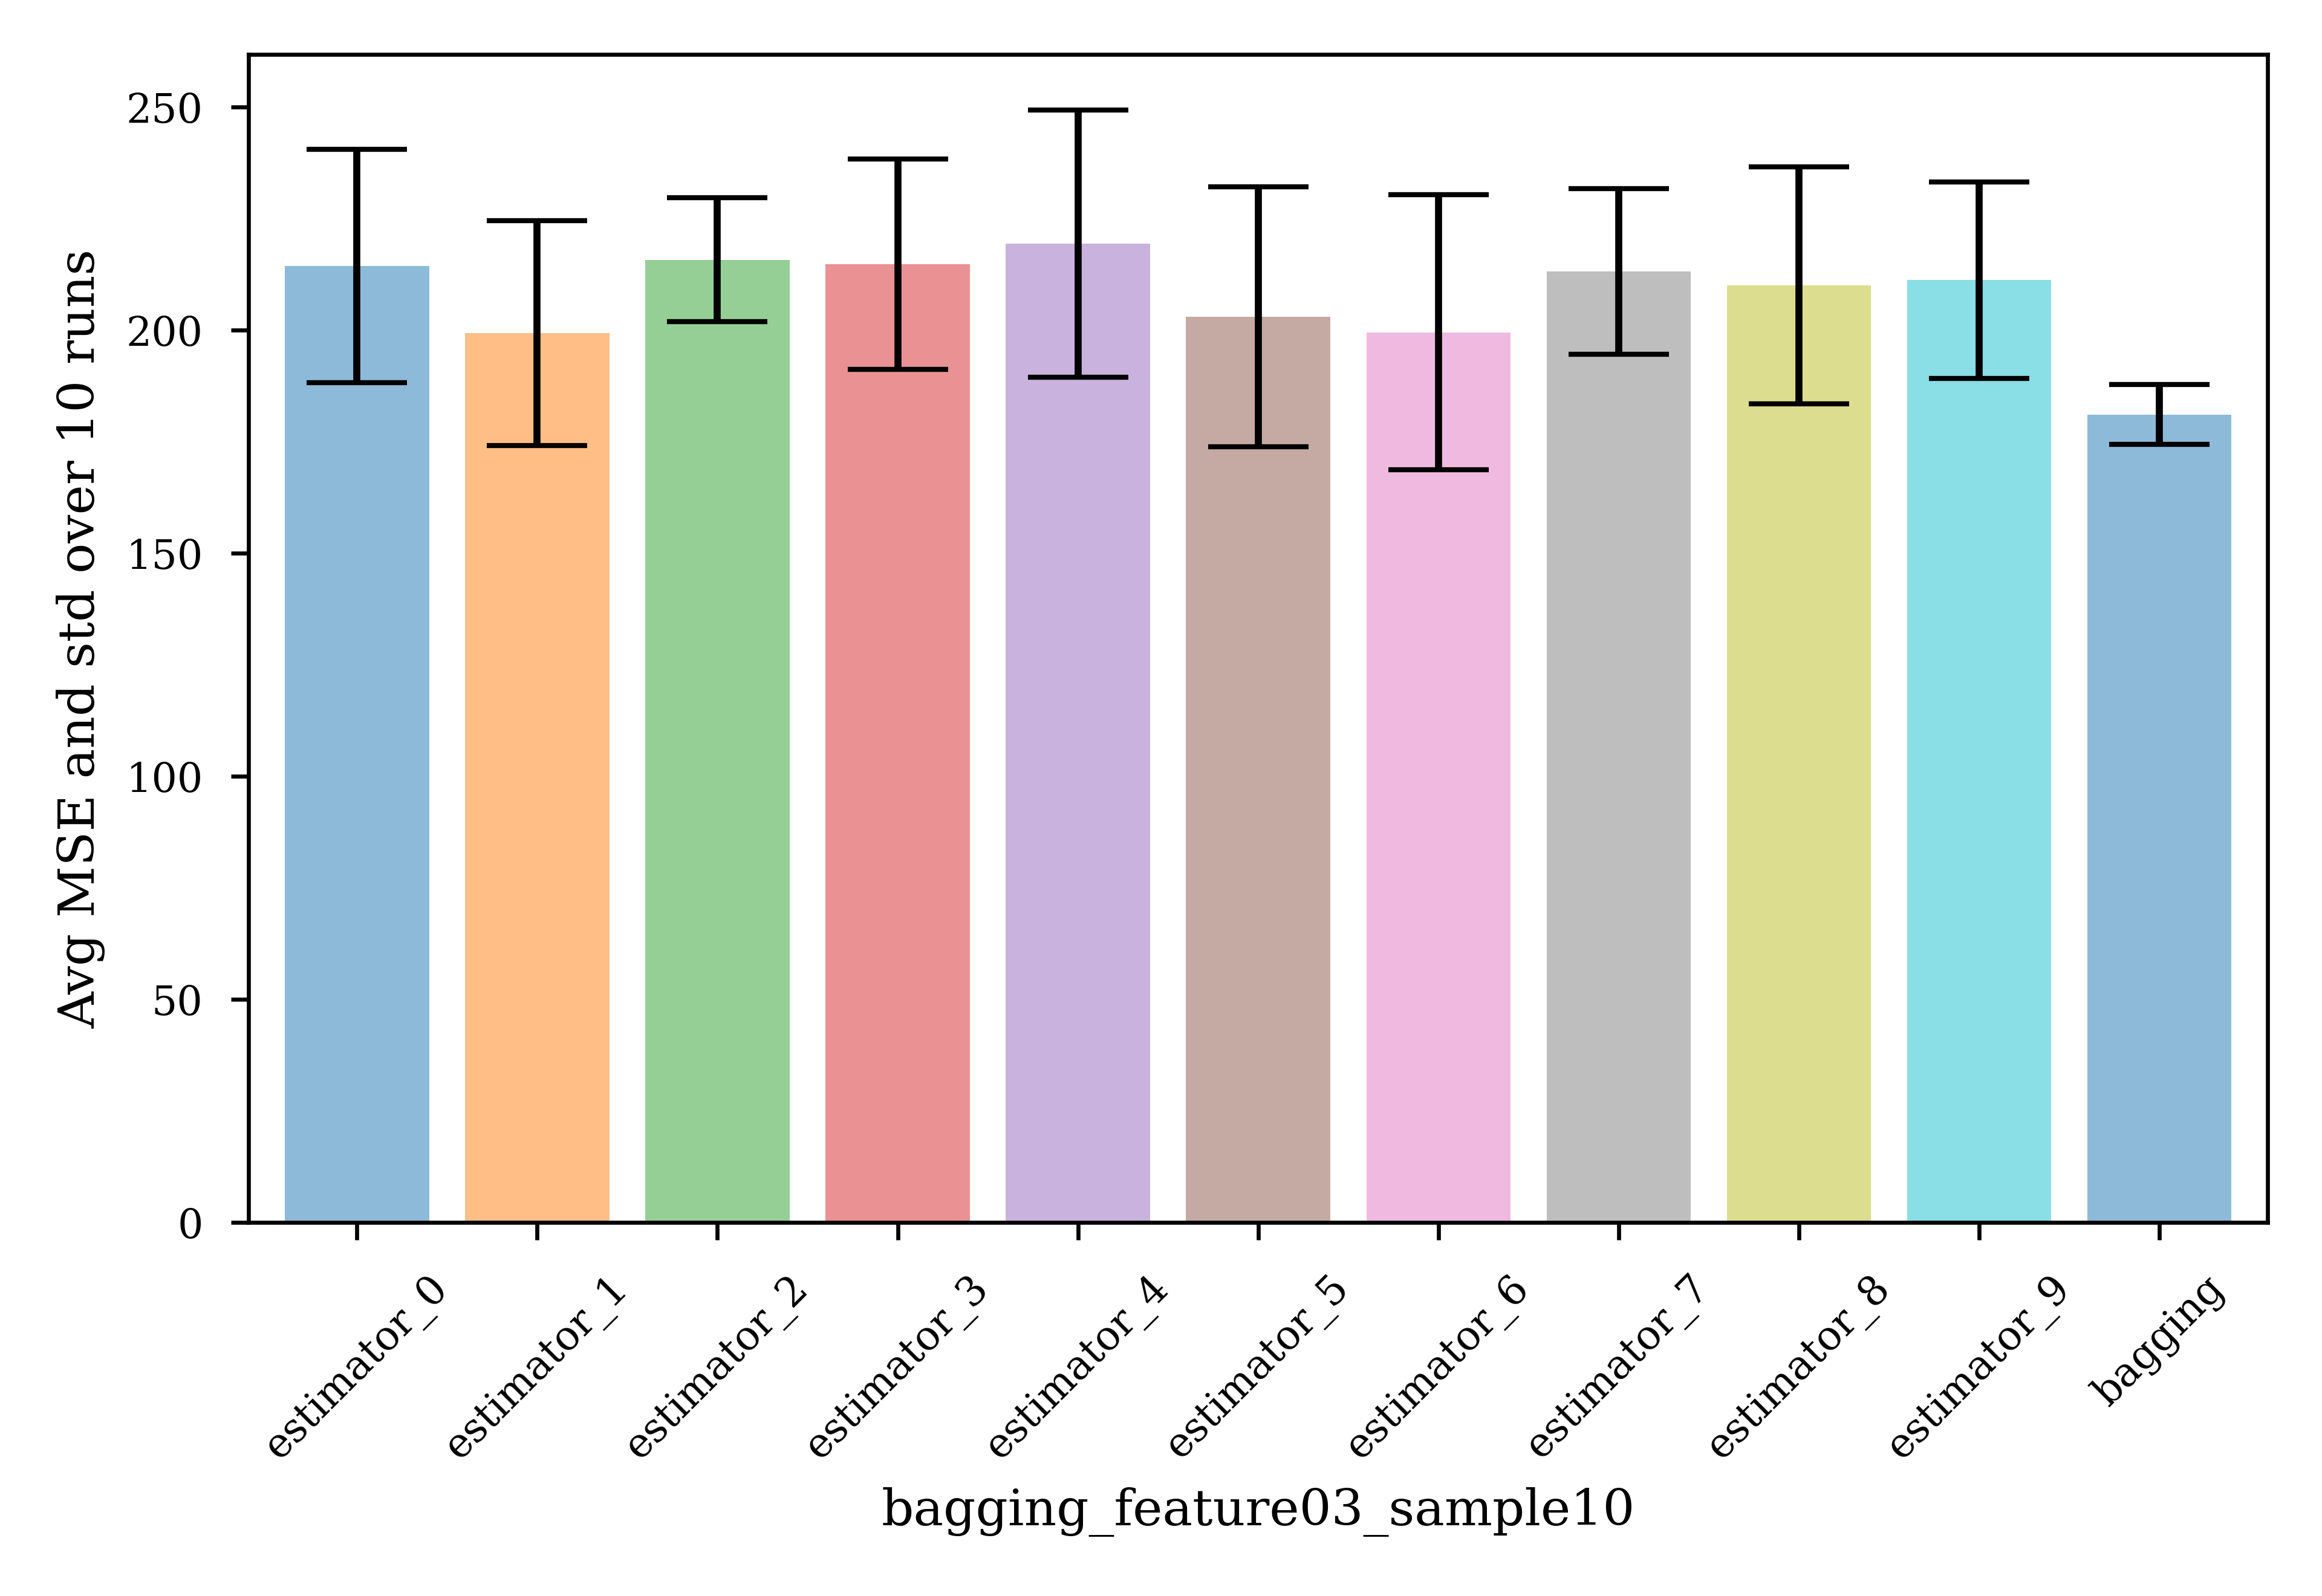 Avg MSE and std over 10 runs
250
200
150
100
50
0
estimator_0
estimator_1
estimator_2
estimator_3
estimator_4
estimator_5
estimator_6
estimator_7
estimator_8
estimator_9
bagging
bagging_feature03_sample10